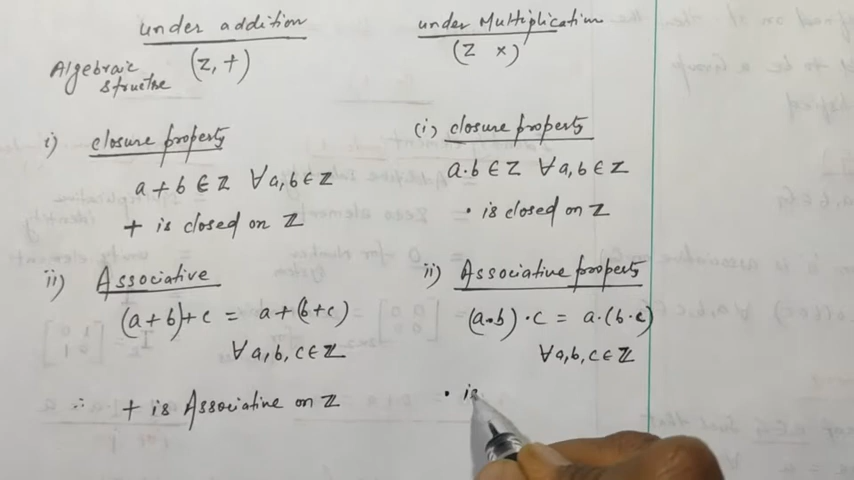 under addition
under Multiplication
Algebraic structure (Z, +)
(Z ×)
i) closure property
a + b ∈ Z ∀ a, b ∈ Z
+ is closed on Z
(i) closure property
a . b ∈ Z ∀ a, b ∈ Z
· is closed on Z
ii) Associative
(a + b) + c = a + (b + c)
∀ a, b, c ∈ Z
∴ + is Associative on Z
ii) Associative property
(a • b) · c = a · (b · c)
∀ a, b, c ∈ Z
· is